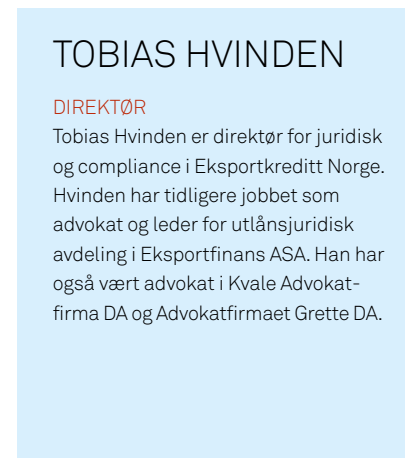 TOBIAS HVINDEN
DIREKTØR
Tobias Hvinden er direktør for juridisk
og compliance i Eksportkreditt Norge.
Hvinden har tidligere jobbet som
advokat og leder for utlånsjuridisk
avdeling i Eksportfinans ASA. Han har
også vært advokat i Kvale Advokat-
firma DA og Advokatfirmaet Grette DA.